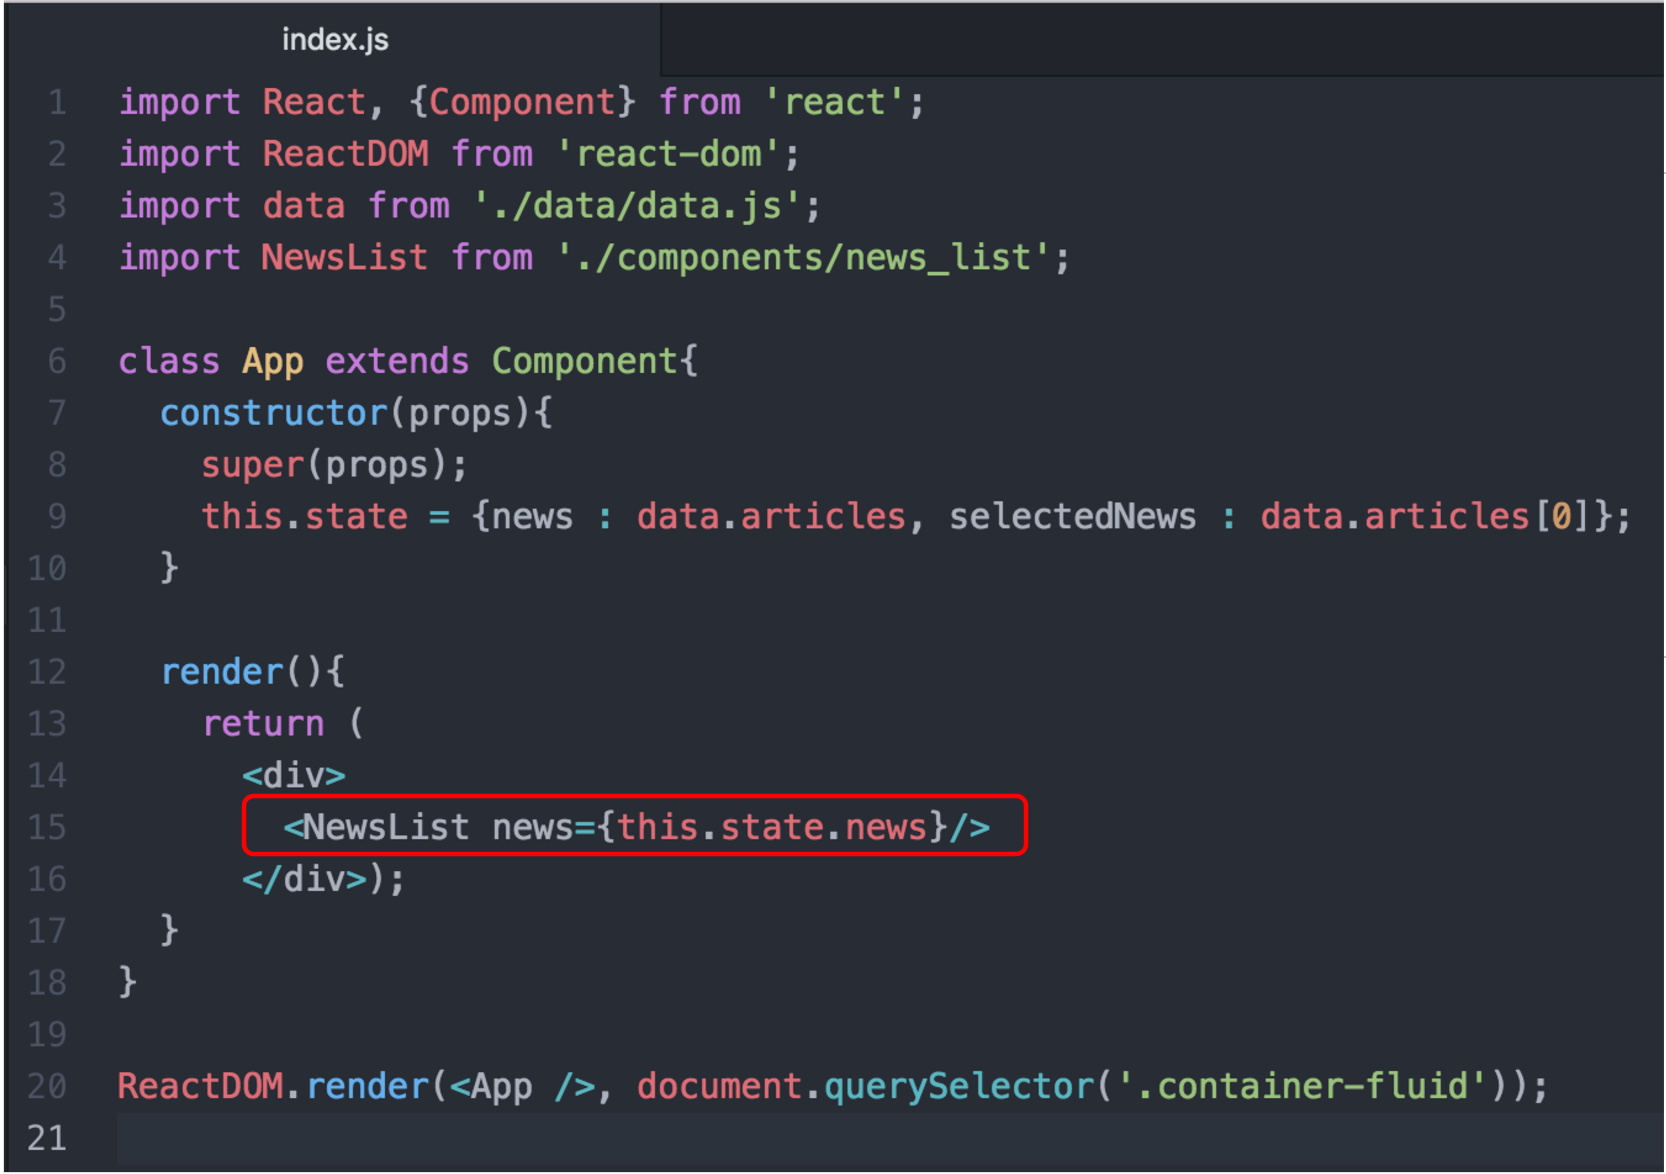 index.js
1 import React, {Component} from 'react';
2 import ReactDOM from 'react-dom';
3 import data from './data/data.js';
4 import NewsList from './components/news_list';
5
6 class App extends Component{
7   constructor(props){
8     super(props);
9     this.state = {news : data.articles, selectedNews : data.articles[0]};
10   }
11
12   render(){
13     return (
14       <div>
15         <NewsList news={this.state.news}/>
16       </div>);
17   }
18 }
19
20 ReactDOM.render(<App />, document.querySelector('.container-fluid'));
21